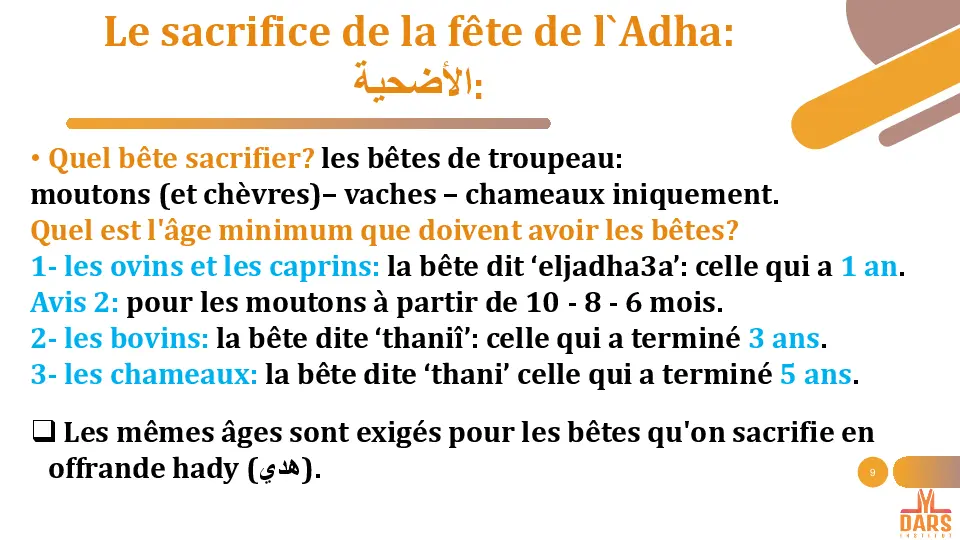 Le sacrifice de la fête de l`Adha:
الأضحية:
• Quel bête sacrifier? les bêtes de troupeau:
moutons (et chèvres)– vaches – chameaux iniquement.
Quel est l'âge minimum que doivent avoir les bêtes?
1- les ovins et les caprins: la bête dit ‘eljadha3a’: celle qui a 1 an.
Avis 2: pour les moutons à partir de 10 - 8 - 6 mois.
2- les bovins: la bête dite ‘thaniî’: celle qui a terminé 3 ans.
3- les chameaux: la bête dite ‘thani’ celle qui a terminé 5 ans.
❑ Les mêmes âges sont exigés pour les bêtes qu'on sacrifie en
offrande hady (هدي).
9
DARS
INSTITUT